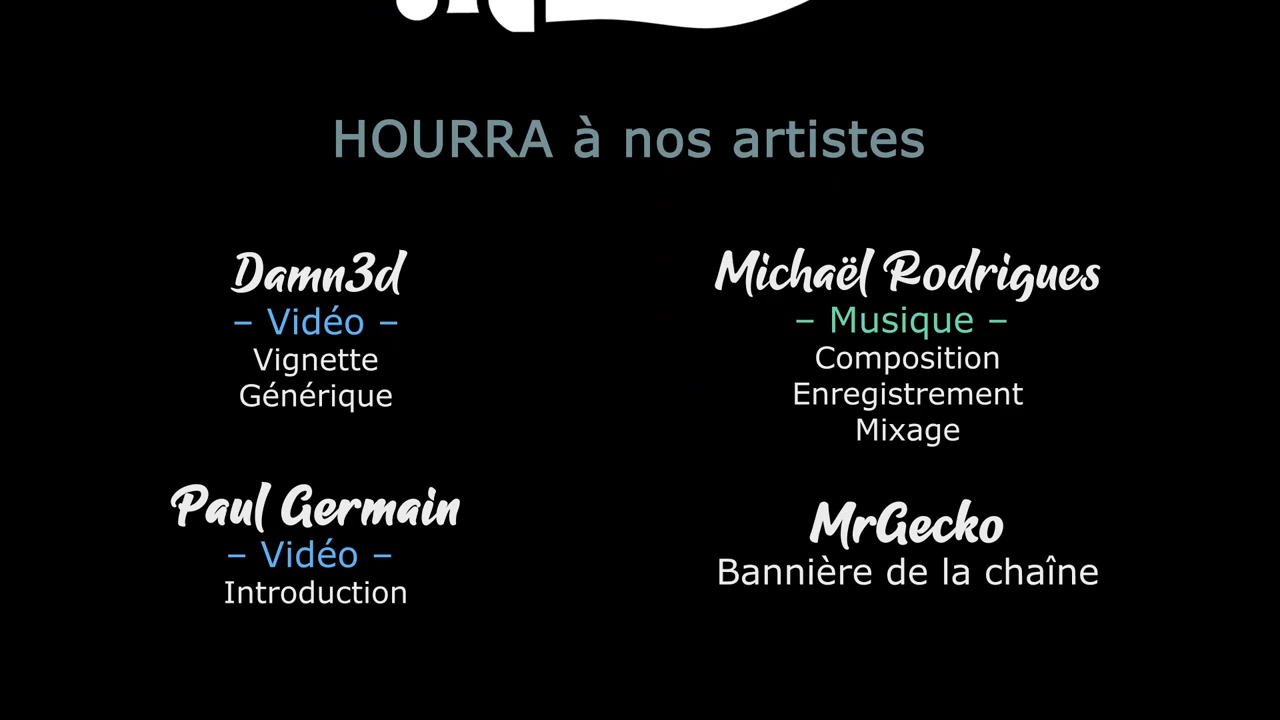 HOURRA à nos artistes
Damn3d
– Vidéo –
Vignette
Générique
Michaël Rodrigues
– Musique –
Composition
Enregistrement
Mixage
Paul Germain
– Vidéo –
Introduction
MrGecko
Bannière de la chaîne